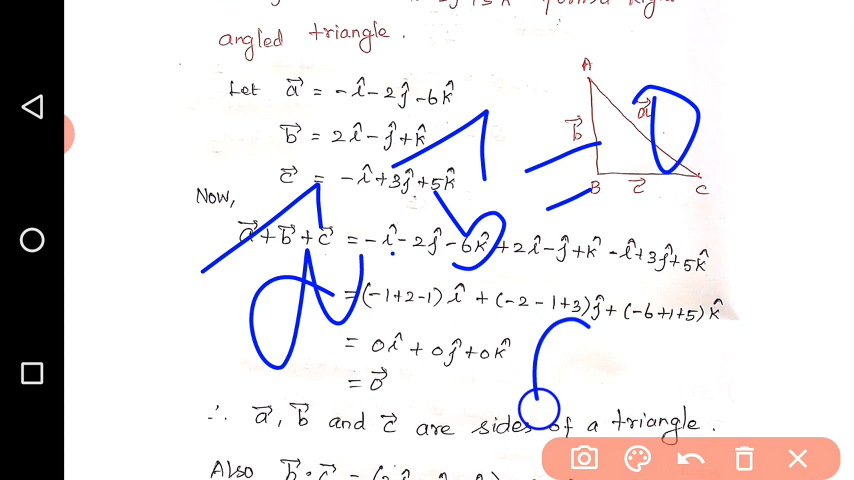 angled triangle.
Let a⃗ = -î-2ĵ-6k̂
b⃗ = 2î-ĵ+k̂
c⃗ = -î+3ĵ+5k̂
Now,
a⃗+b⃗+c⃗ = -î-2ĵ-6k̂+2î-ĵ+k̂ -î+3ĵ+5k̂
=(-1+2-1)î + (-2-1+3)ĵ+(-6+1+5)k̂
= 0î + 0ĵ+0k̂
= 0⃗
∴ a⃗, b⃗ and c⃗ are sides of a triangle.
Also b⃗·c⃗ =
A
a⃗
b⃗
B
c⃗
C